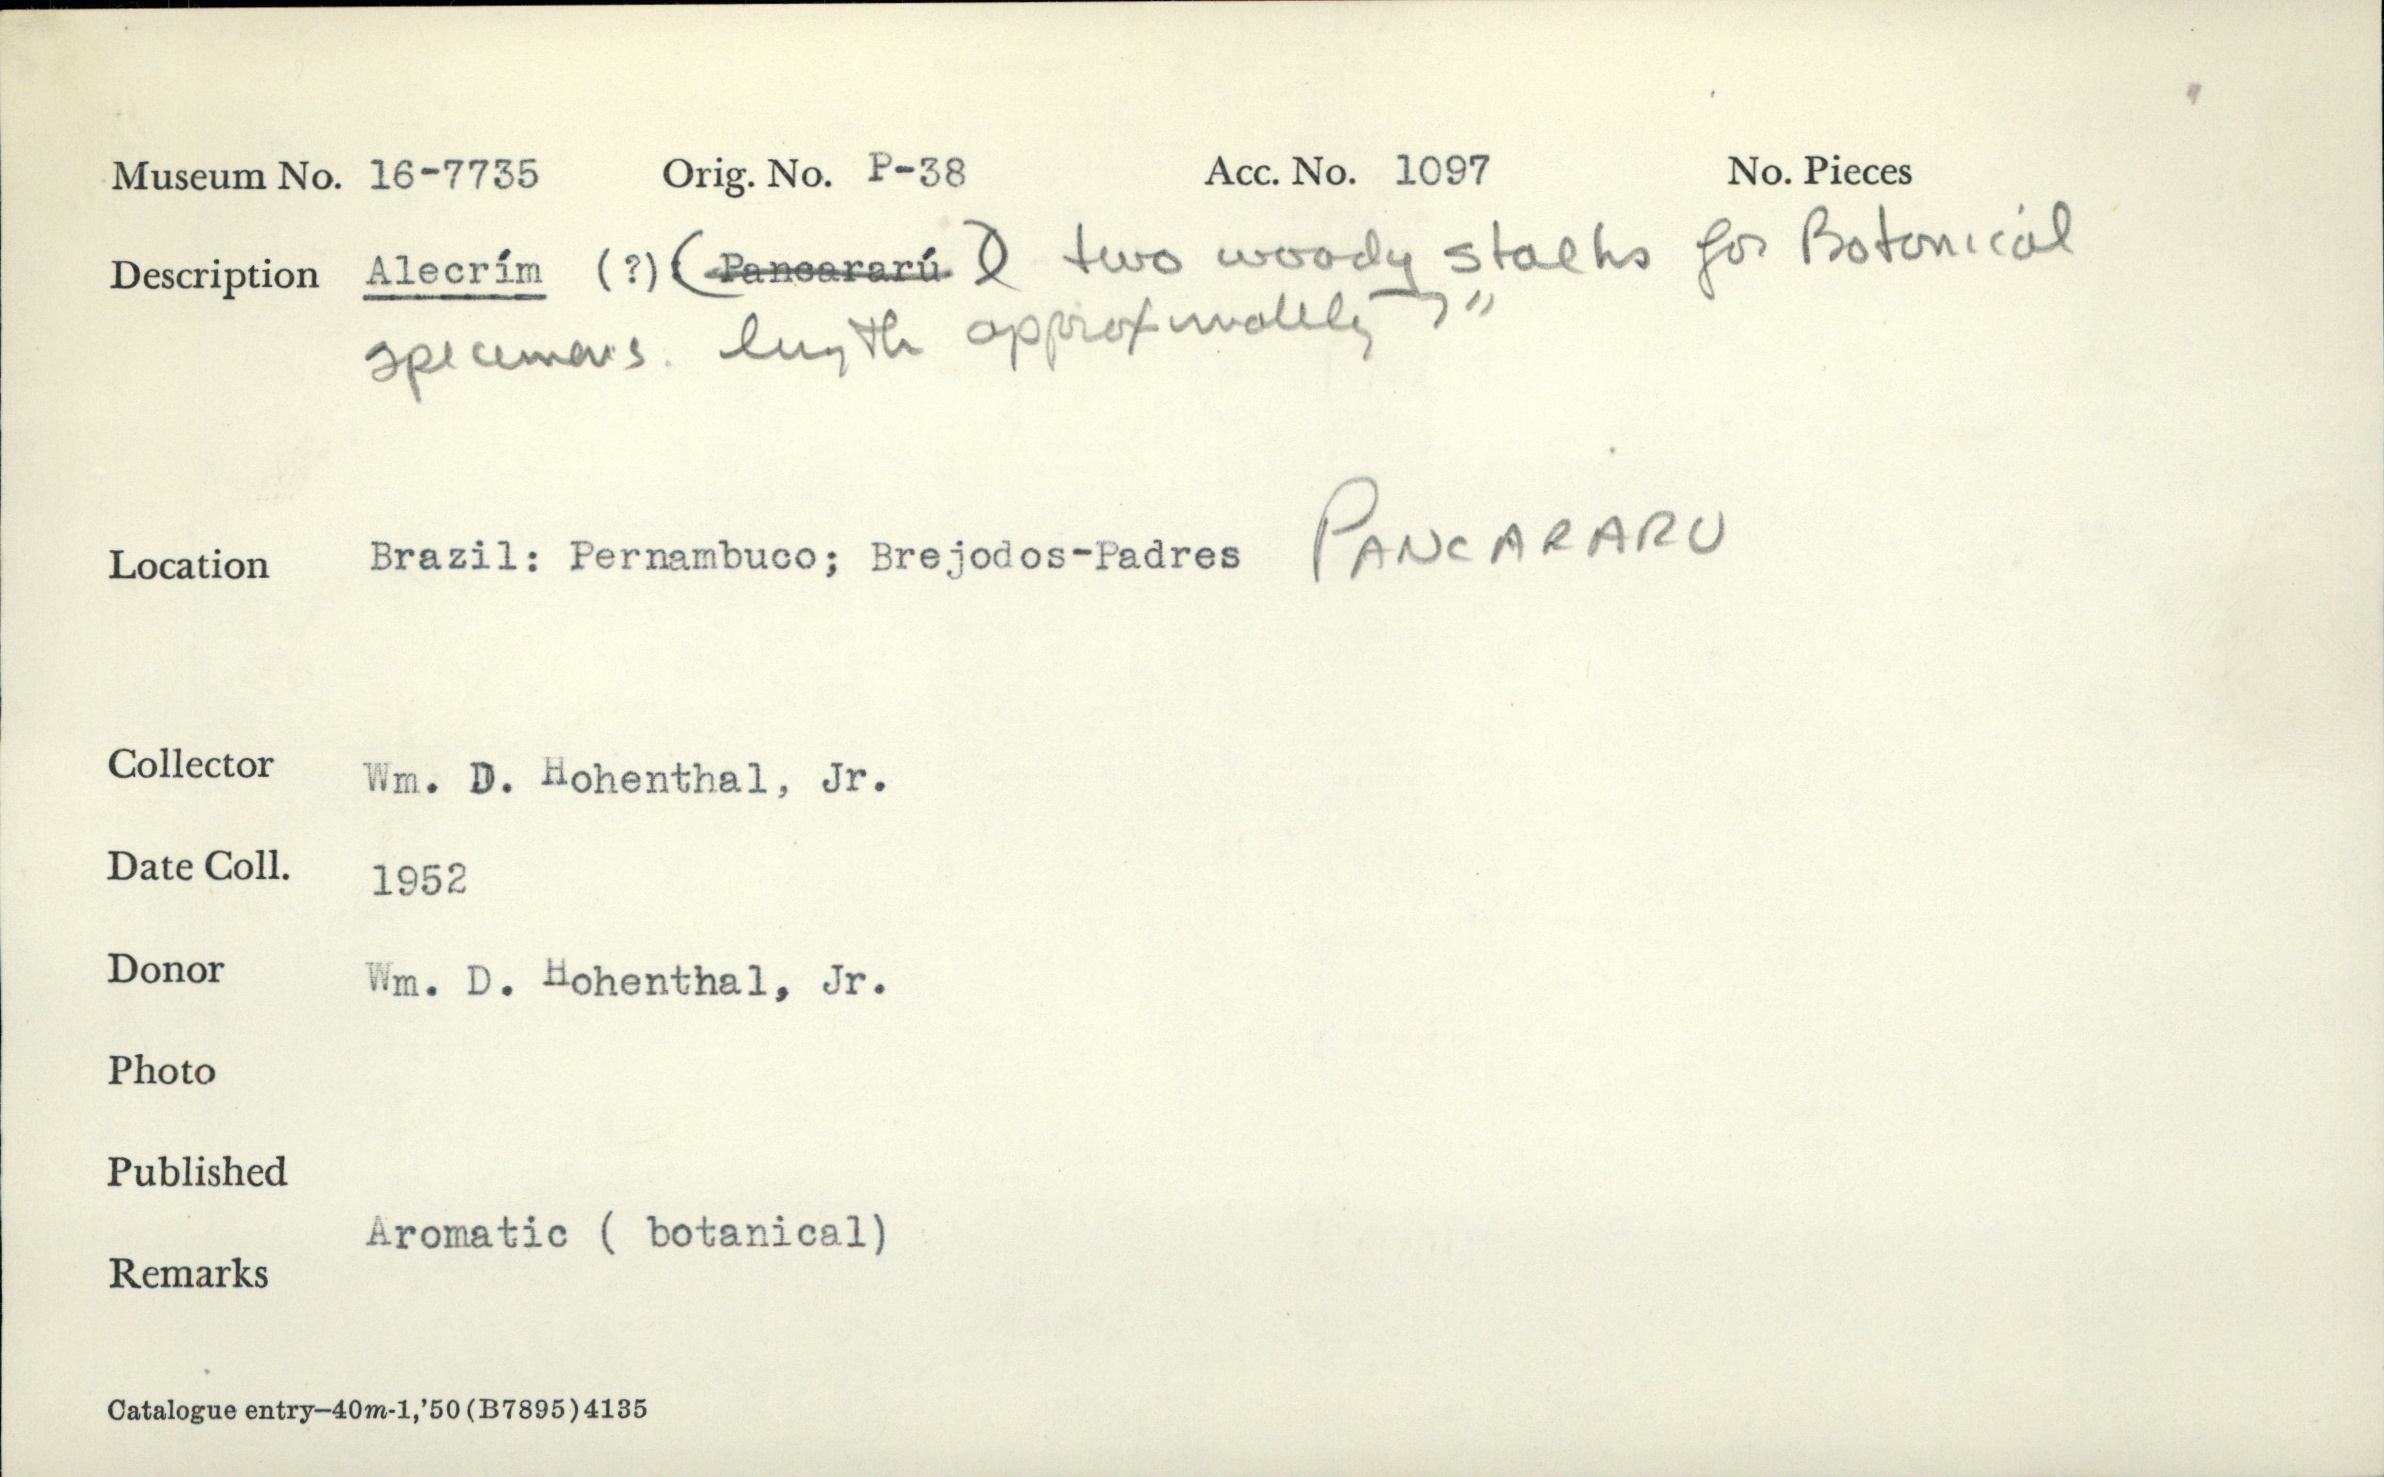 Museum No. 16-7735 Orig. No. P-38 Acc. No. 1097 No. Pieces
Description Alecrím (?) (Pancararú) two woody stalks for Botanical
specimens. length approximately 7"
Location Brazil: Pernambuco; Brejodos-Padres PANCARARU
Collector Wm. D. Hohenthal, Jr.
Date Coll. 1952
Donor Wm. D. Hohenthal, Jr.
Photo
Published
Aromatic ( botanical)
Remarks
Catalogue entry—40m-1,'50(B7895)4135